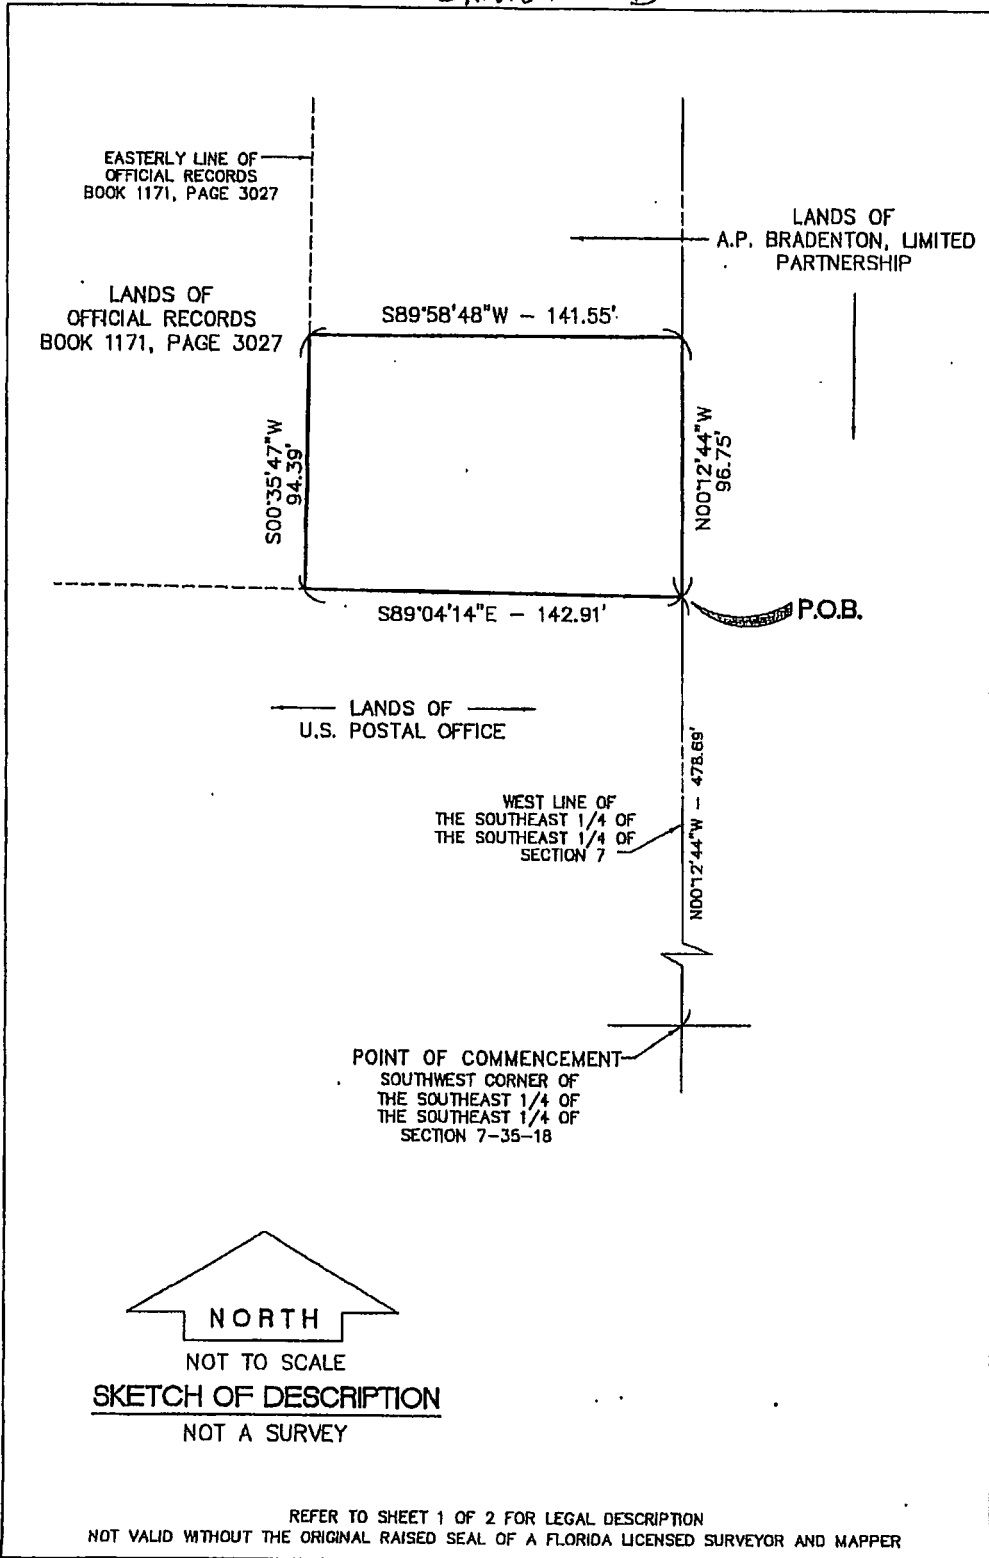 EASTERLY LINE OF
OFFICIAL RECORDS
BOOK 1171, PAGE 3027
LANDS OF
A.P. BRADENTON, LIMITED
PARTNERSHIP
LANDS OF
OFFICIAL RECORDS
BOOK 1171, PAGE 3027
S89°58'48"W - 141.55'
S00°35'47"W
94.39'
N00°12'44"W
96.75'
S89°04'14"E - 142.91'
P.O.B.
LANDS OF
U.S. POSTAL OFFICE
N00°12'44"W - 478.69'
WEST LINE OF
THE SOUTHEAST 1/4 OF
THE SOUTHEAST 1/4 OF
SECTION 7
POINT OF COMMENCEMENT
SOUTHWEST CORNER OF
THE SOUTHEAST 1/4 OF
THE SOUTHEAST 1/4 OF
SECTION 7-35-18
NORTH
NOT TO SCALE
SKETCH OF DESCRIPTION
NOT A SURVEY
REFER TO SHEET 1 OF 2 FOR LEGAL DESCRIPTION
NOT VALID WITHOUT THE ORIGINAL RAISED SEAL OF A FLORIDA LICENSED SURVEYOR AND MAPPER